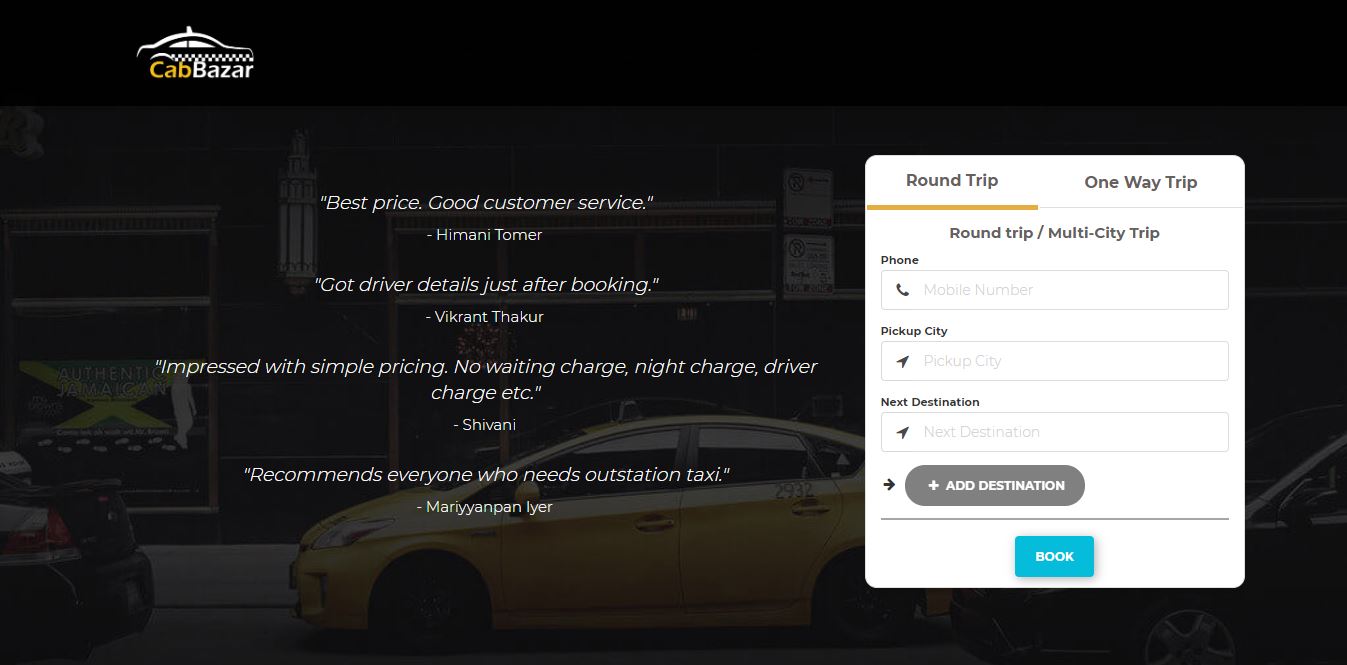 CabBazar
"Best price. Good customer service."
- Himani Tomer
"Got driver details just after booking."
- Vikrant Thakur
"Impressed with simple pricing. No waiting charge, night charge, driver
charge etc."
- Shivani
"Recommends everyone who needs outstation taxi."
- Mariyyanpan Iyer
AUTHENTIC
JAMAICAN
2932
Round Trip
One Way Trip
Round trip / Multi-City Trip
Phone
Mobile Number
Pickup City
Pickup City
Next Destination
Next Destination
+ ADD DESTINATION
BOOK